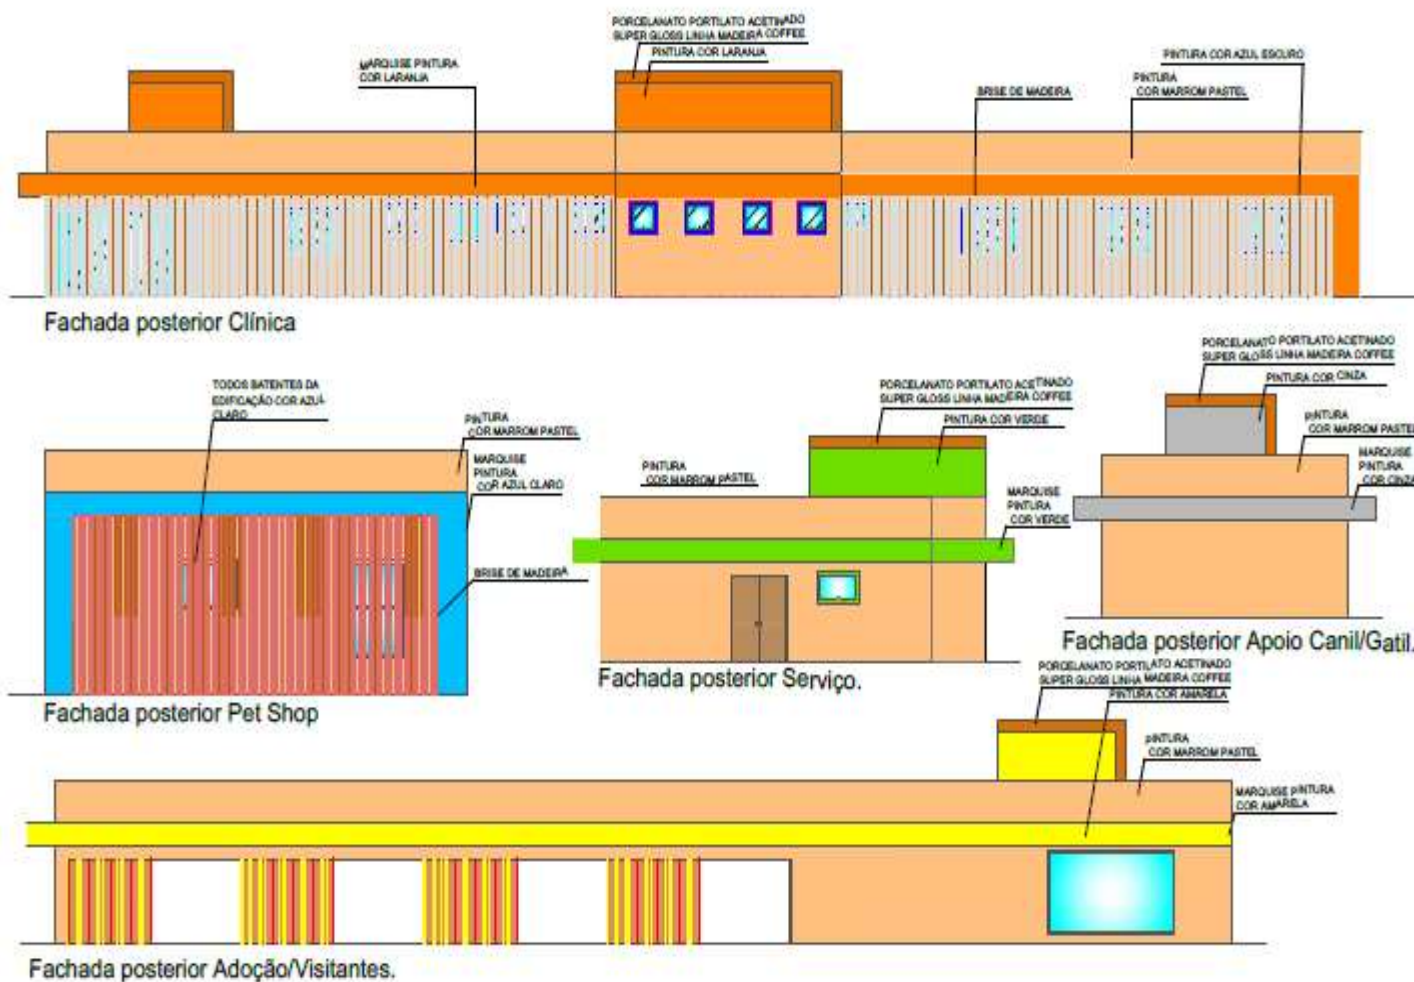 PORCELANATO PORTILATO ACETINADO
SUPER GLOSS LINHA MADEIRA COFFEE
PINTURA COR LARANJA
MARQUISE PINTURA
COR LARANJA
PINTURA COR AZUL ESCURO
BRISE DE MADEIRA
PINTURA
COR MARROM PASTEL
Fachada posterior Clínica
TODOS BATENTES DA
EDIFICAÇÃO COR AZUL
CLARO
PINTURA
COR MARROM PASTEL
MARQUISE
PINTURA
COR AZUL CLARO
BRISE DE MADEIRA
Fachada posterior Pet Shop
PORCELANATO PORTILATO ACETINADO
SUPER GLOSS LINHA MADEIRA COFFEE
PINTURA COR VERDE
PINTURA
COR MARROM PASTEL
MARQUISE
PINTURA
COR VERDE
Fachada posterior Serviço.
PORCELANATO PORTILATO ACETINADO
SUPER GLOSS LINHA MADEIRA COFFEE
PINTURA COR CINZA
PINTURA
COR MARROM PASTEL
MARQUISE
PINTURA
COR CINZA
Fachada posterior Apoio Canil/Gatil.
PORCELANATO PORTILATO ACETINADO
SUPER GLOSS LINHA MADEIRA COFFEE
PINTURA COR AMARELA
PINTURA
COR MARROM PASTEL
MARQUISE PINTURA
COR AMARELA
Fachada posterior Adoção/Visitantes.